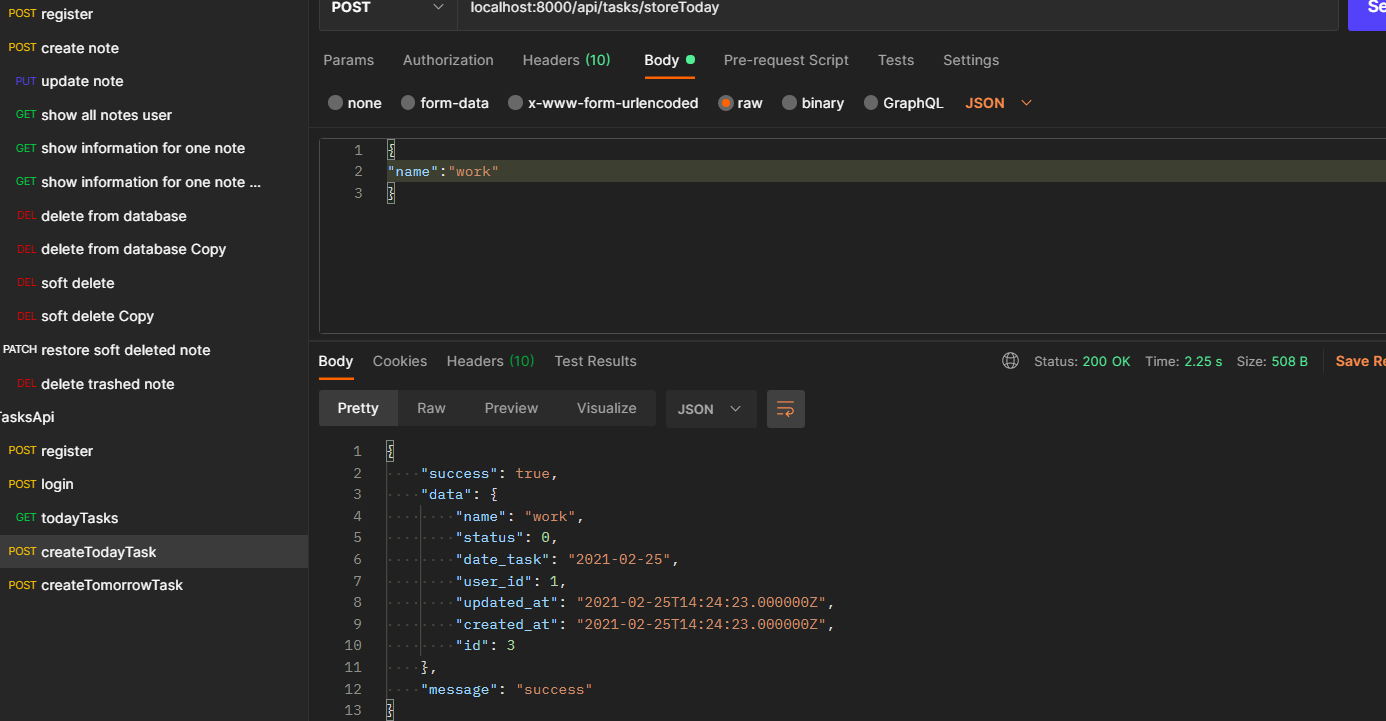 POST register
POST create note
PUT update note
GET show all notes user
GET show information for one note
GET show information for one note ...
DEL delete from database
DEL delete from database Copy
DEL soft delete
DEL soft delete Copy
PATCH restore soft deleted note
DEL delete trashed note
TasksApi
POST register
POST login
GET todayTasks
POST createTodayTask
POST createTomorrowTask
POST localhost:8000/api/tasks/storeToday Se
Params Authorization Headers (10) Body Pre-request Script Tests Settings
none form-data x-www-form-urlencoded raw binary GraphQL JSON
1 {
2 "name":"work"
3 }
Body Cookies Headers (10) Test Results Status: 200 OK Time: 2.25 s Size: 508 B Save Re
Pretty Raw Preview Visualize JSON
1 {
2 "success": true,
3 "data": {
4 "name": "work",
5 "status": 0,
6 "date_task": "2021-02-25",
7 "user_id": 1,
8 "updated_at": "2021-02-25T14:24:23.000000Z",
9 "created_at": "2021-02-25T14:24:23.000000Z",
10 "id": 3
11 },
12 "message": "success"
13 }